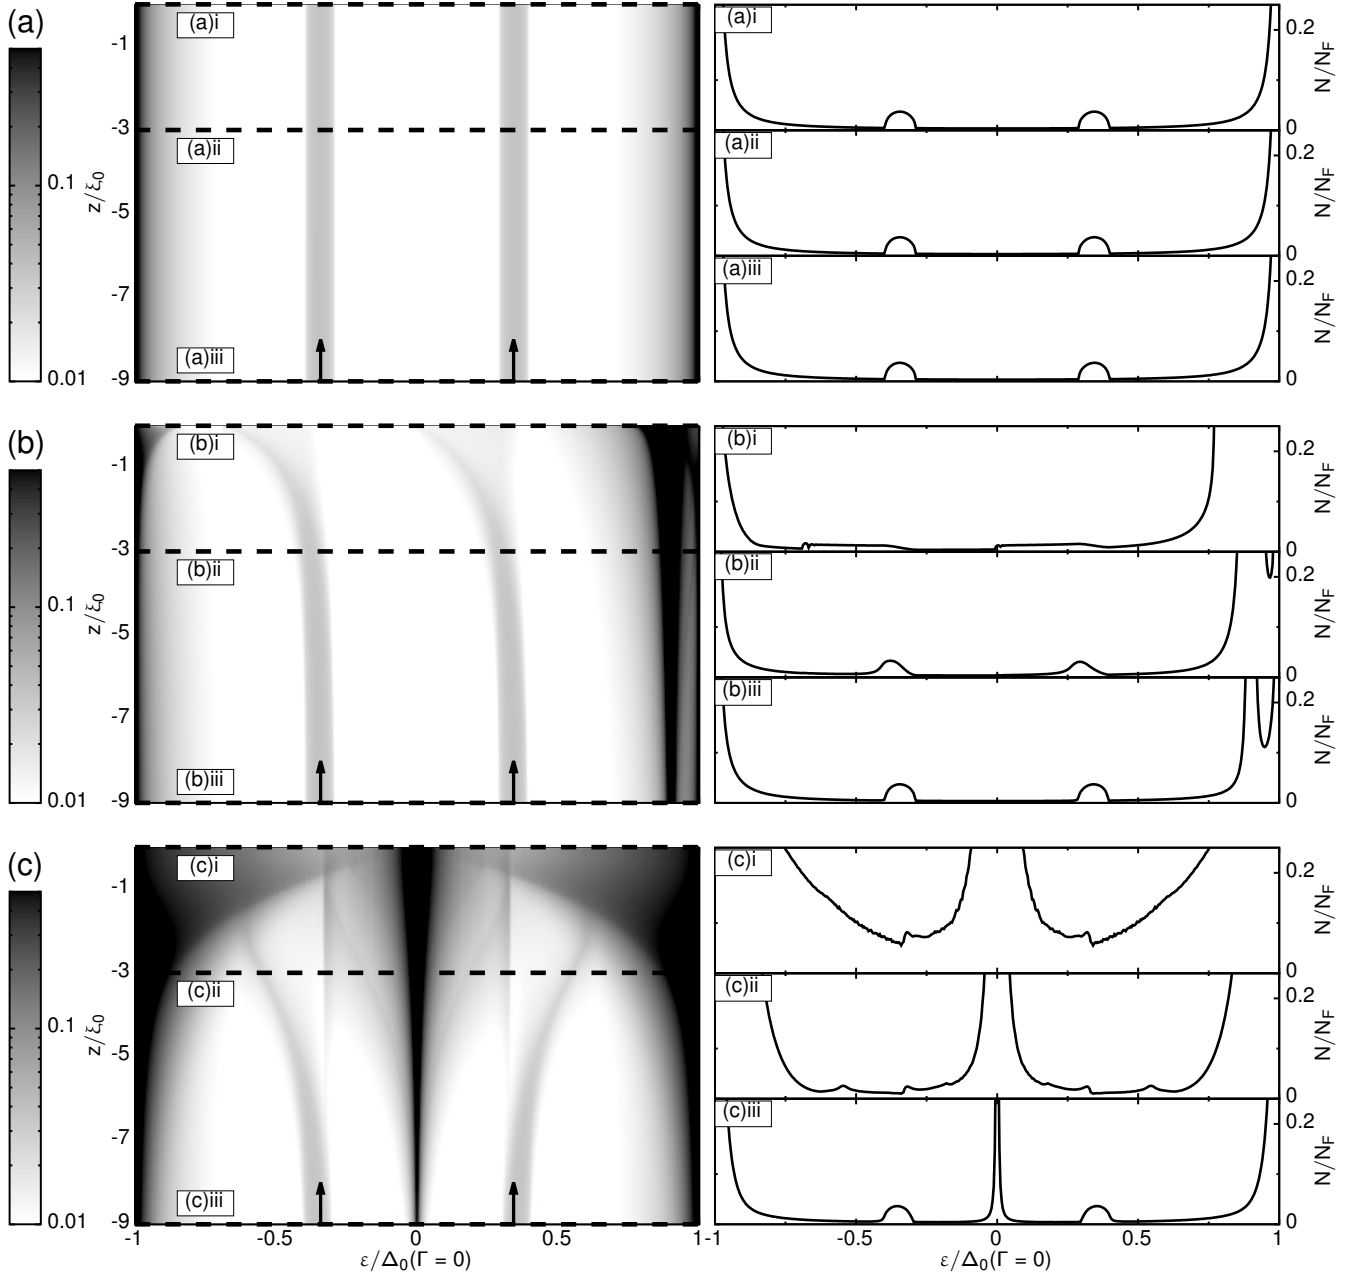 (a)
(a)i
(a)i
-1
0.2
N/NF
-3
0
(a)ii
(a)ii
0.1
z/ξ0
0.2
N/NF
-5
0
(a)iii
-7
0.2
N/NF
(a)iii
0.01
-9
0
(b)
(b)i
(b)i
-1
0.2
N/NF
-3
0
(b)ii
(b)ii
0.1
z/ξ0
0.2
N/NF
-5
0
(b)iii
-7
0.2
N/NF
(b)iii
0.01
-9
0
(c)
(c)i
(c)i
-1
0.2
N/NF
-3
0
(c)ii
(c)ii
0.1
z/ξ0
0.2
N/NF
-5
0
(c)iii
-7
0.2
N/NF
(c)iii
0.01
-9
0
-0.5 0 0.5 1 -1 -0.5 0 0.5 1
ε/Δ0(Γ = 0) ε/Δ0(Γ = 0)